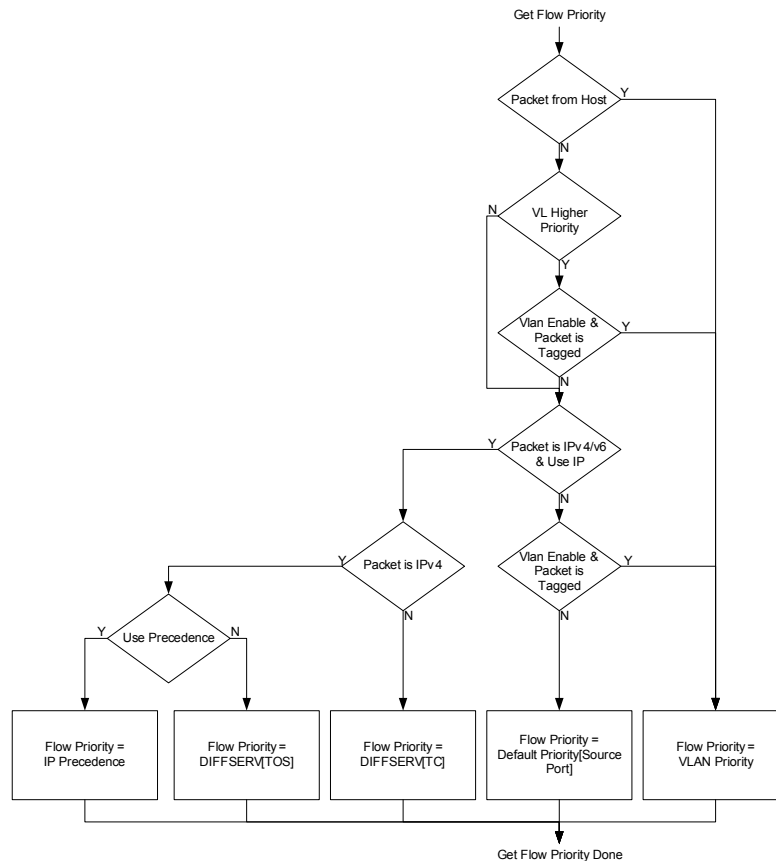 Get Flow Priority
Packet from Host
Y
N
N
VL Higher
Priority
Y
Vlan Enable &
Packet is
Tagged
Y
N
Y
Packet is IPv4/v6
& Use IP
N
Y
Packet is IPv4
N
Vlan Enable &
Packet is
Tagged
Y
N
Y
Use Precedence
N
Flow Priority =
IP Precedence
Flow Priority =
DIFFSERV[TOS]
Flow Priority =
DIFFSERV[TC]
Flow Priority =
Default Priority[Source
Port]
Flow Priority =
VLAN Priority
Get Flow Priority Done